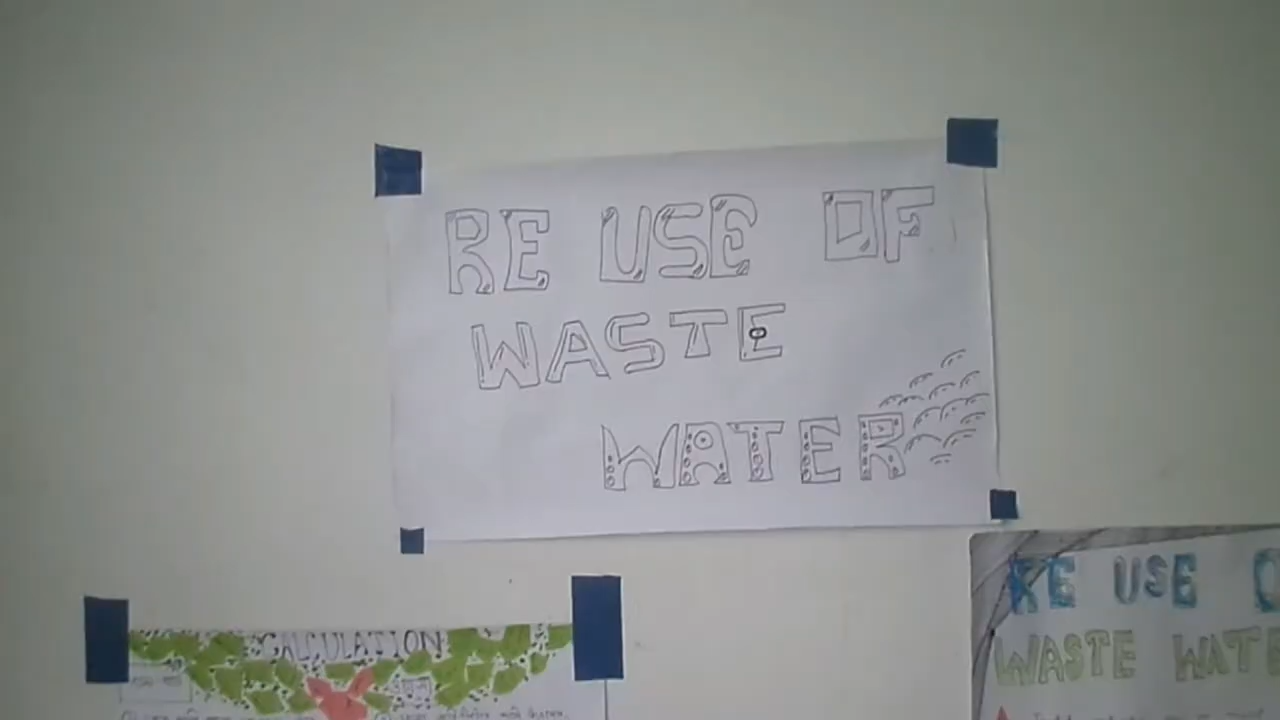 RE USE OF
WASTE
WATER
CALCULATION
RE USE
WASTE WATE